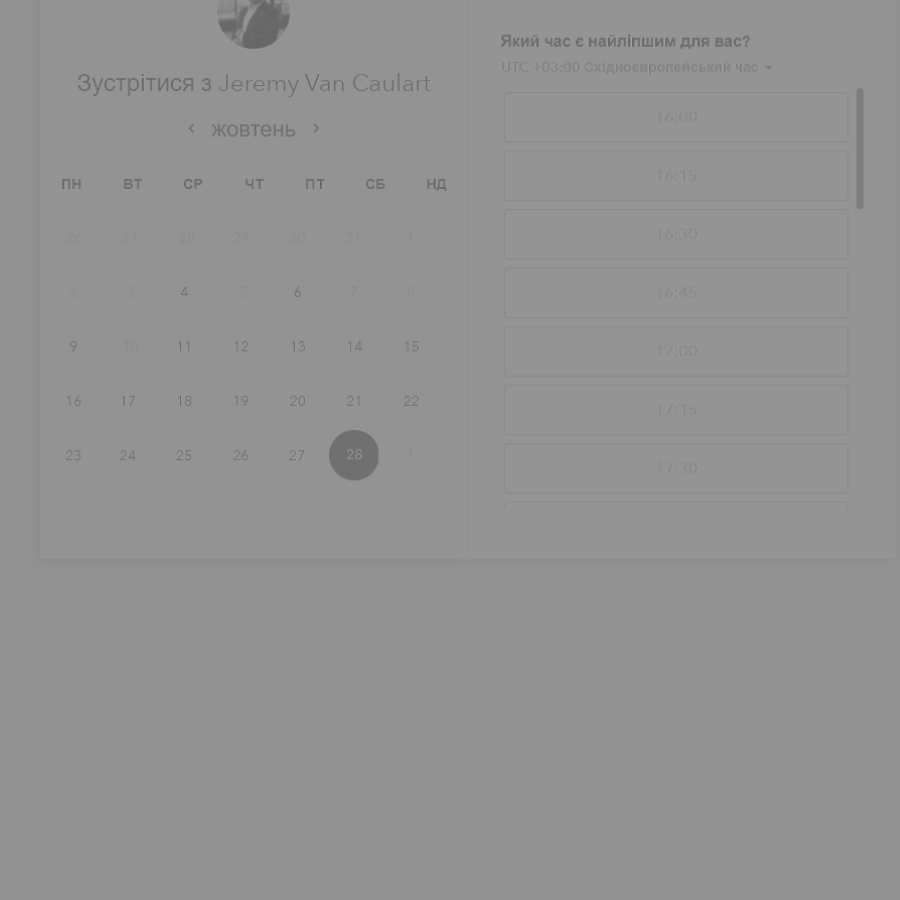 Зустрітися з Jeremy Van Caulart
жовтень
ПН ВТ СР ЧТ ПТ СБ НД
26 27 28 29 30 31 1
2 3 4 5 6 7 8
9 10 11 12 13 14 15
16 17 18 19 20 21 22
23 24 25 26 27 28 1
Який час є найліпшим для вас?
UTC +03:00 Східноєвропейський час
16:00
16:15
16:30
16:45
17:00
17:15
17:30